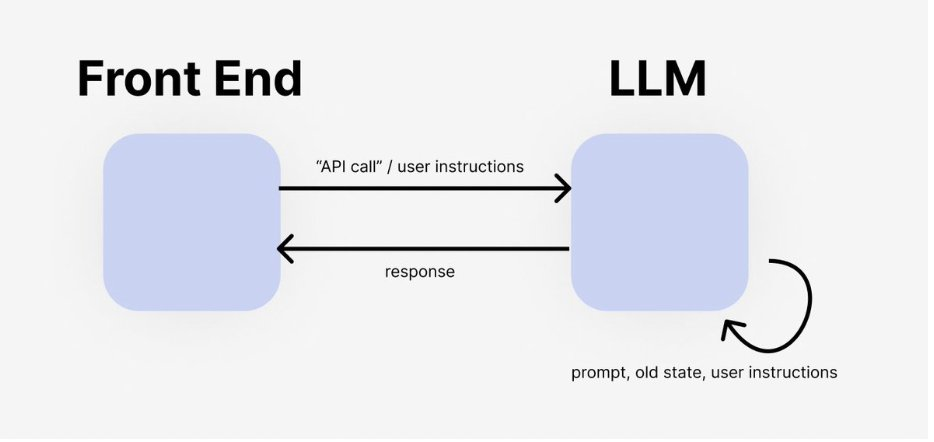 Front End
LLM
“API call” / user instructions
response
prompt, old state, user instructions